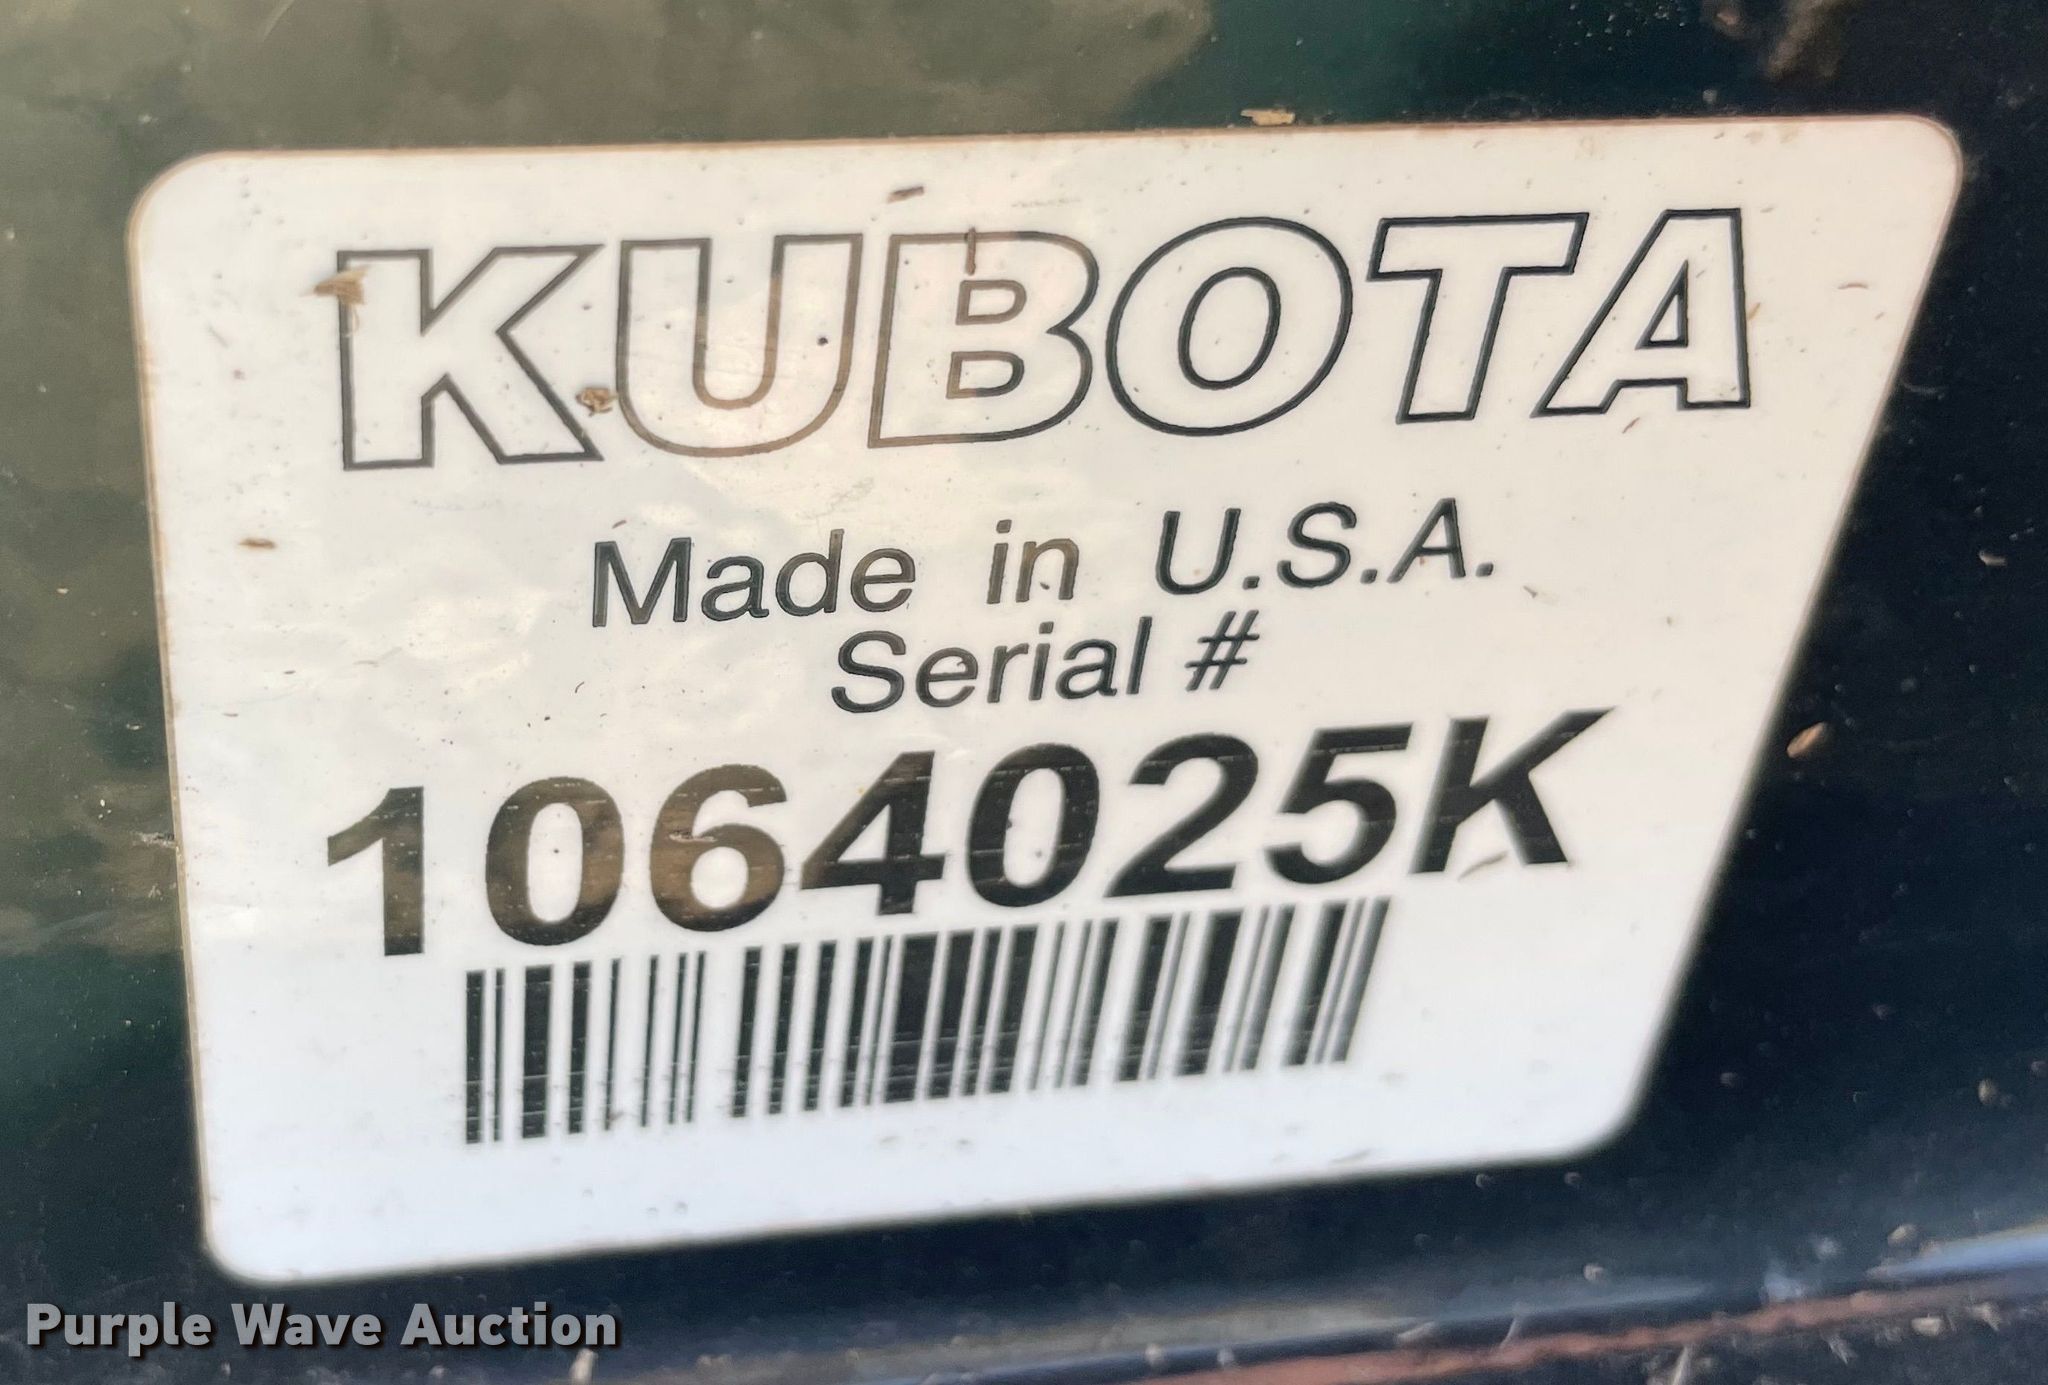 KUBOTA
Made in U.S.A.
Serial #
1064025K
Purple Wave Auction